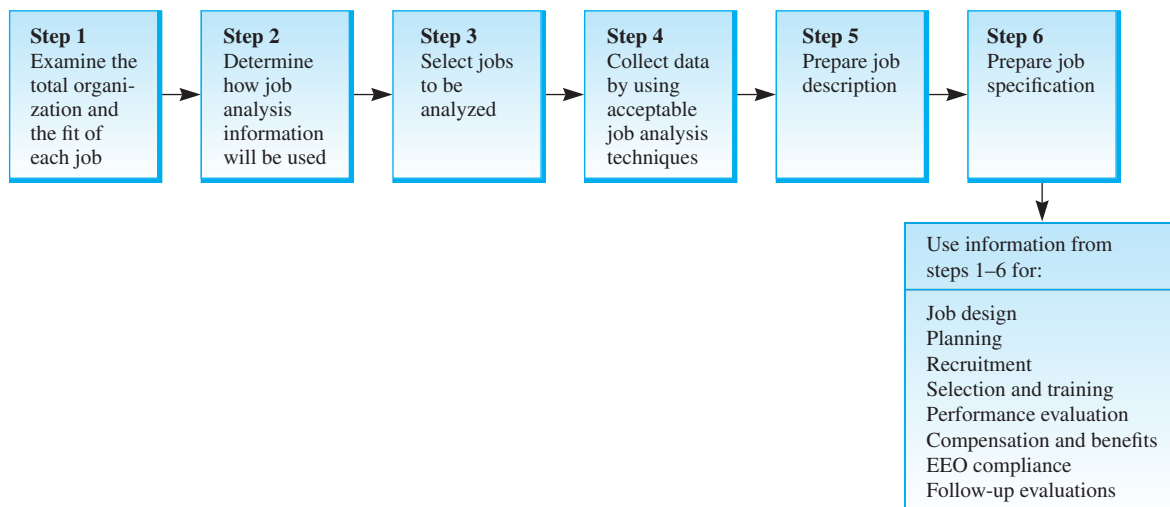 Step 1
Examine the
total organi-
zation and
the fit of
each job
Step 2
Determine
how job
analysis
information
will be used
Step 3
Select jobs
to be
analyzed
Step 4
Collect data
by using
acceptable
job analysis
techniques
Step 5
Prepare job
description
Step 6
Prepare job
specification
Use information from
steps 1–6 for:
Job design
Planning
Recruitment
Selection and training
Performance evaluation
Compensation and benefits
EEO compliance
Follow-up evaluations